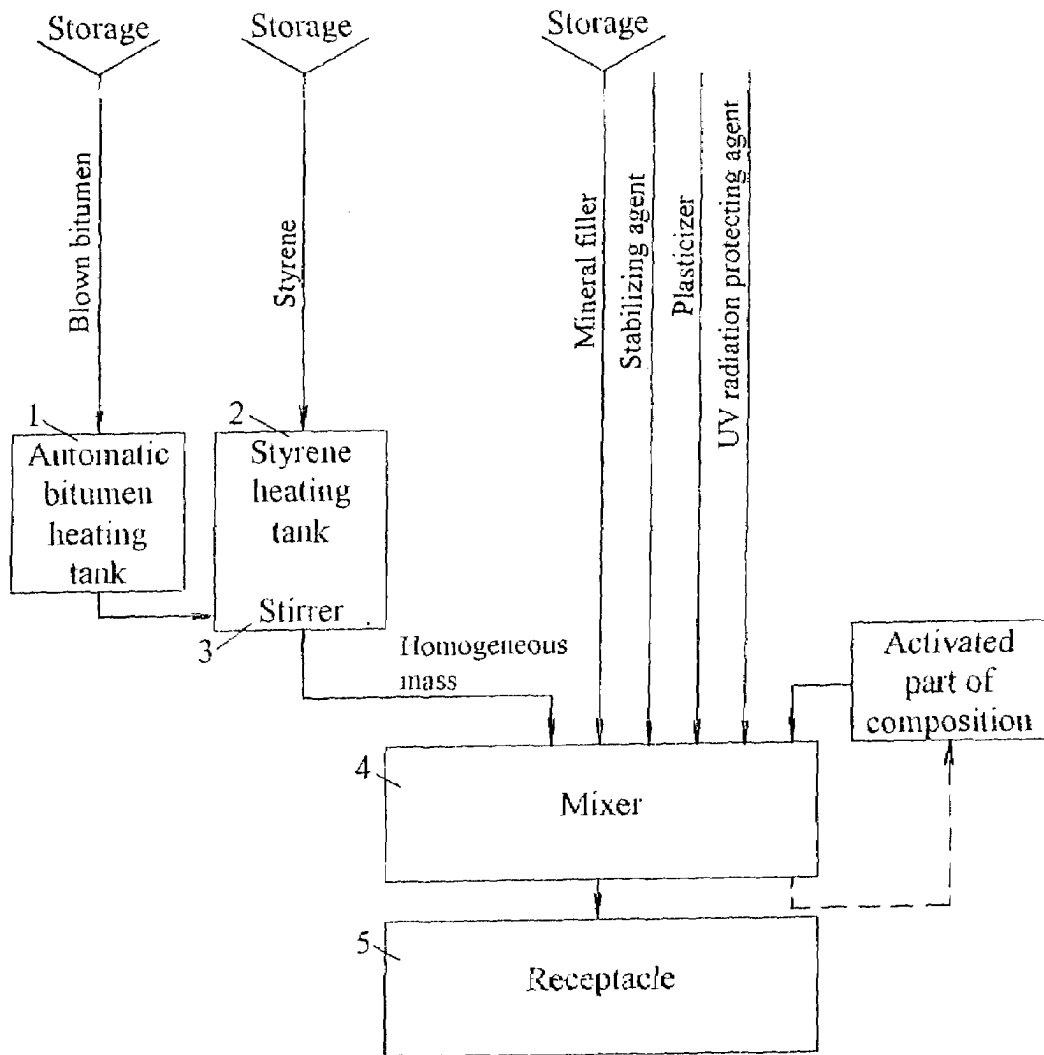 Storage
Storage
Storage
Blown bitumen
Styrene
Mineral filler
Stabilizing agent
Plasticizer
UV radiation protecting agent
1
Automatic
bitumen
heating
tank
2
Styrene
heating
tank
Stirrer
3
Homogeneous
mass
Activated
part of
composition
4
Mixer
5
Receptacle